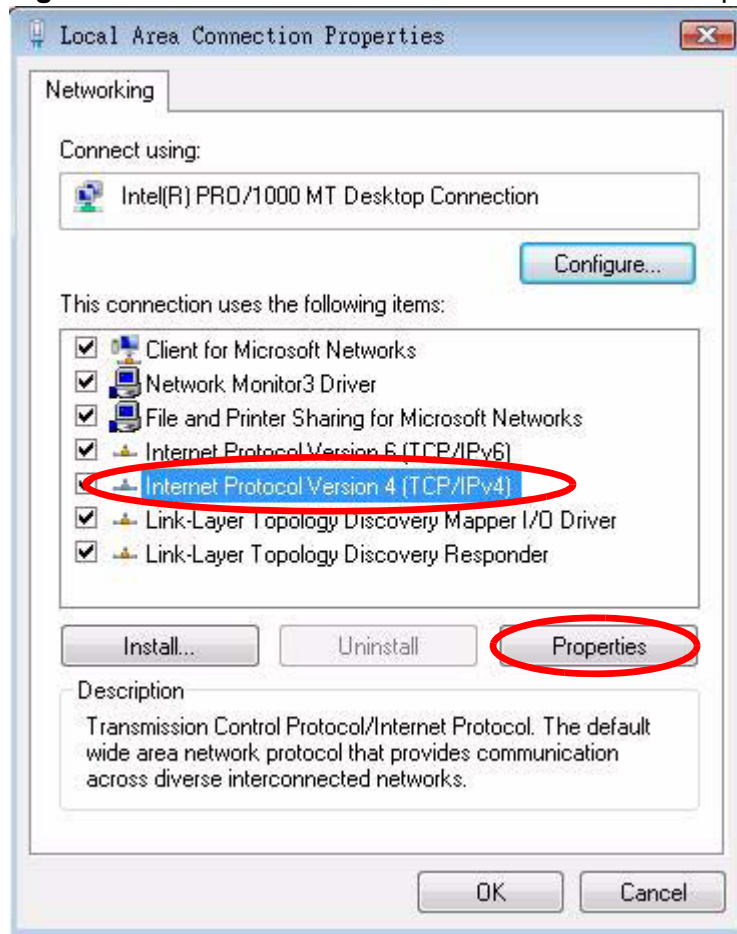 Local Area Connection Properties
Networking
Connect using:
Intel(R) PRO/1000 MT Desktop Connection
Configure...
This connection uses the following items:
Client for Microsoft Networks
Network Monitor3 Driver
File and Printer Sharing for Microsoft Networks
Internet Protocol Version 6 (TCP/IPv6)
Internet Protocol Version 4 (TCP/IPv4)
Link-Layer Topology Discovery Mapper I/O Driver
Link-Layer Topology Discovery Responder
Install...
Uninstall
Properties
Description
Transmission Control Protocol/Internet Protocol. The default
wide area network protocol that provides communication
across diverse interconnected networks.
OK
Cancel